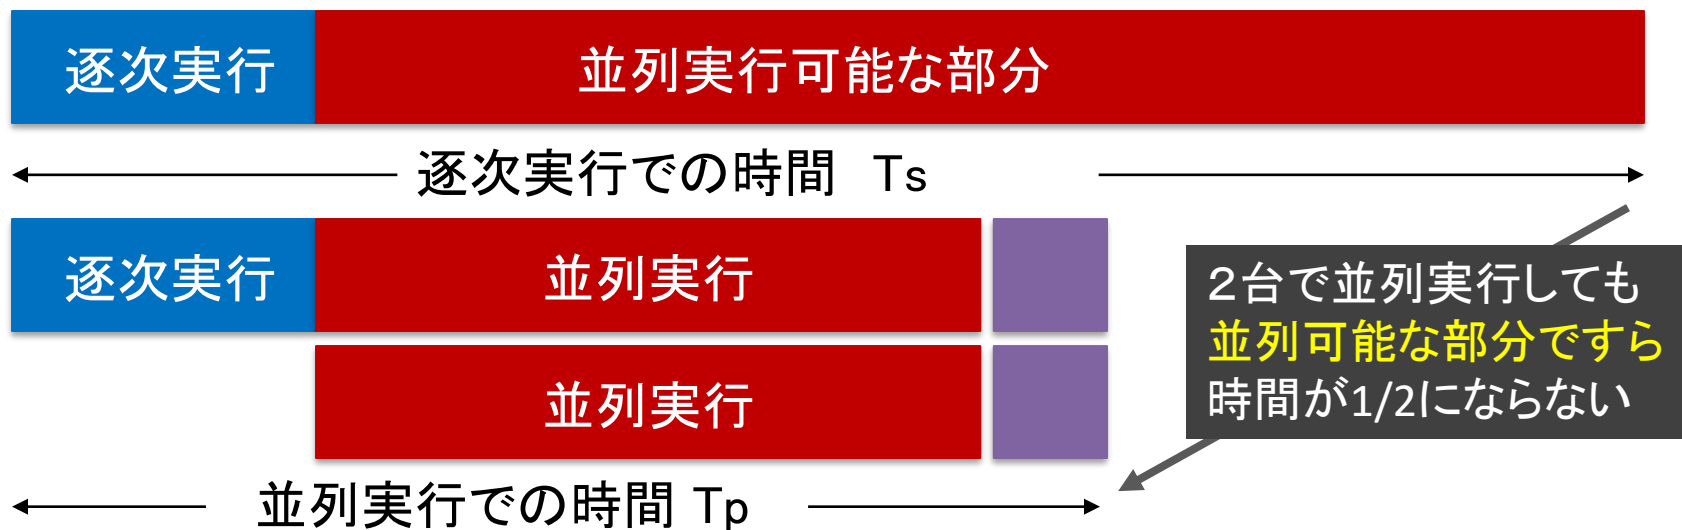 逐次実行
並列実行可能な部分
逐次実行での時間　Ts
逐次実行
並列実行
２台で並列実行しても
並列可能な部分ですら
時間が1/2にならない
並列実行
並列実行での時間 Tp